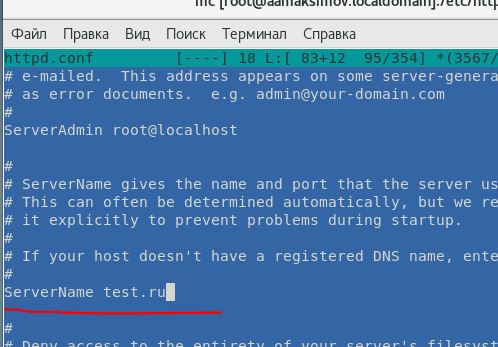 mc [root@aamaksimov.localdomain]:/etc/http
Файл Правка Вид Поиск Терминал Справка
httpd.conf [----] 18 L:[ 83+12 95/354] *(3567/
# e-mailed. This address appears on some server-genera
# as error documents. e.g. admin@your-domain.com
#
ServerAdmin root@localhost
#
# ServerName gives the name and port that the server us
# This can often be determined automatically, but we re
# it explicitly to prevent problems during startup.
#
# If your host doesn't have a registered DNS name, ente
#
ServerName test.ru
#
# Deny access to the entirety of your server's filesyst